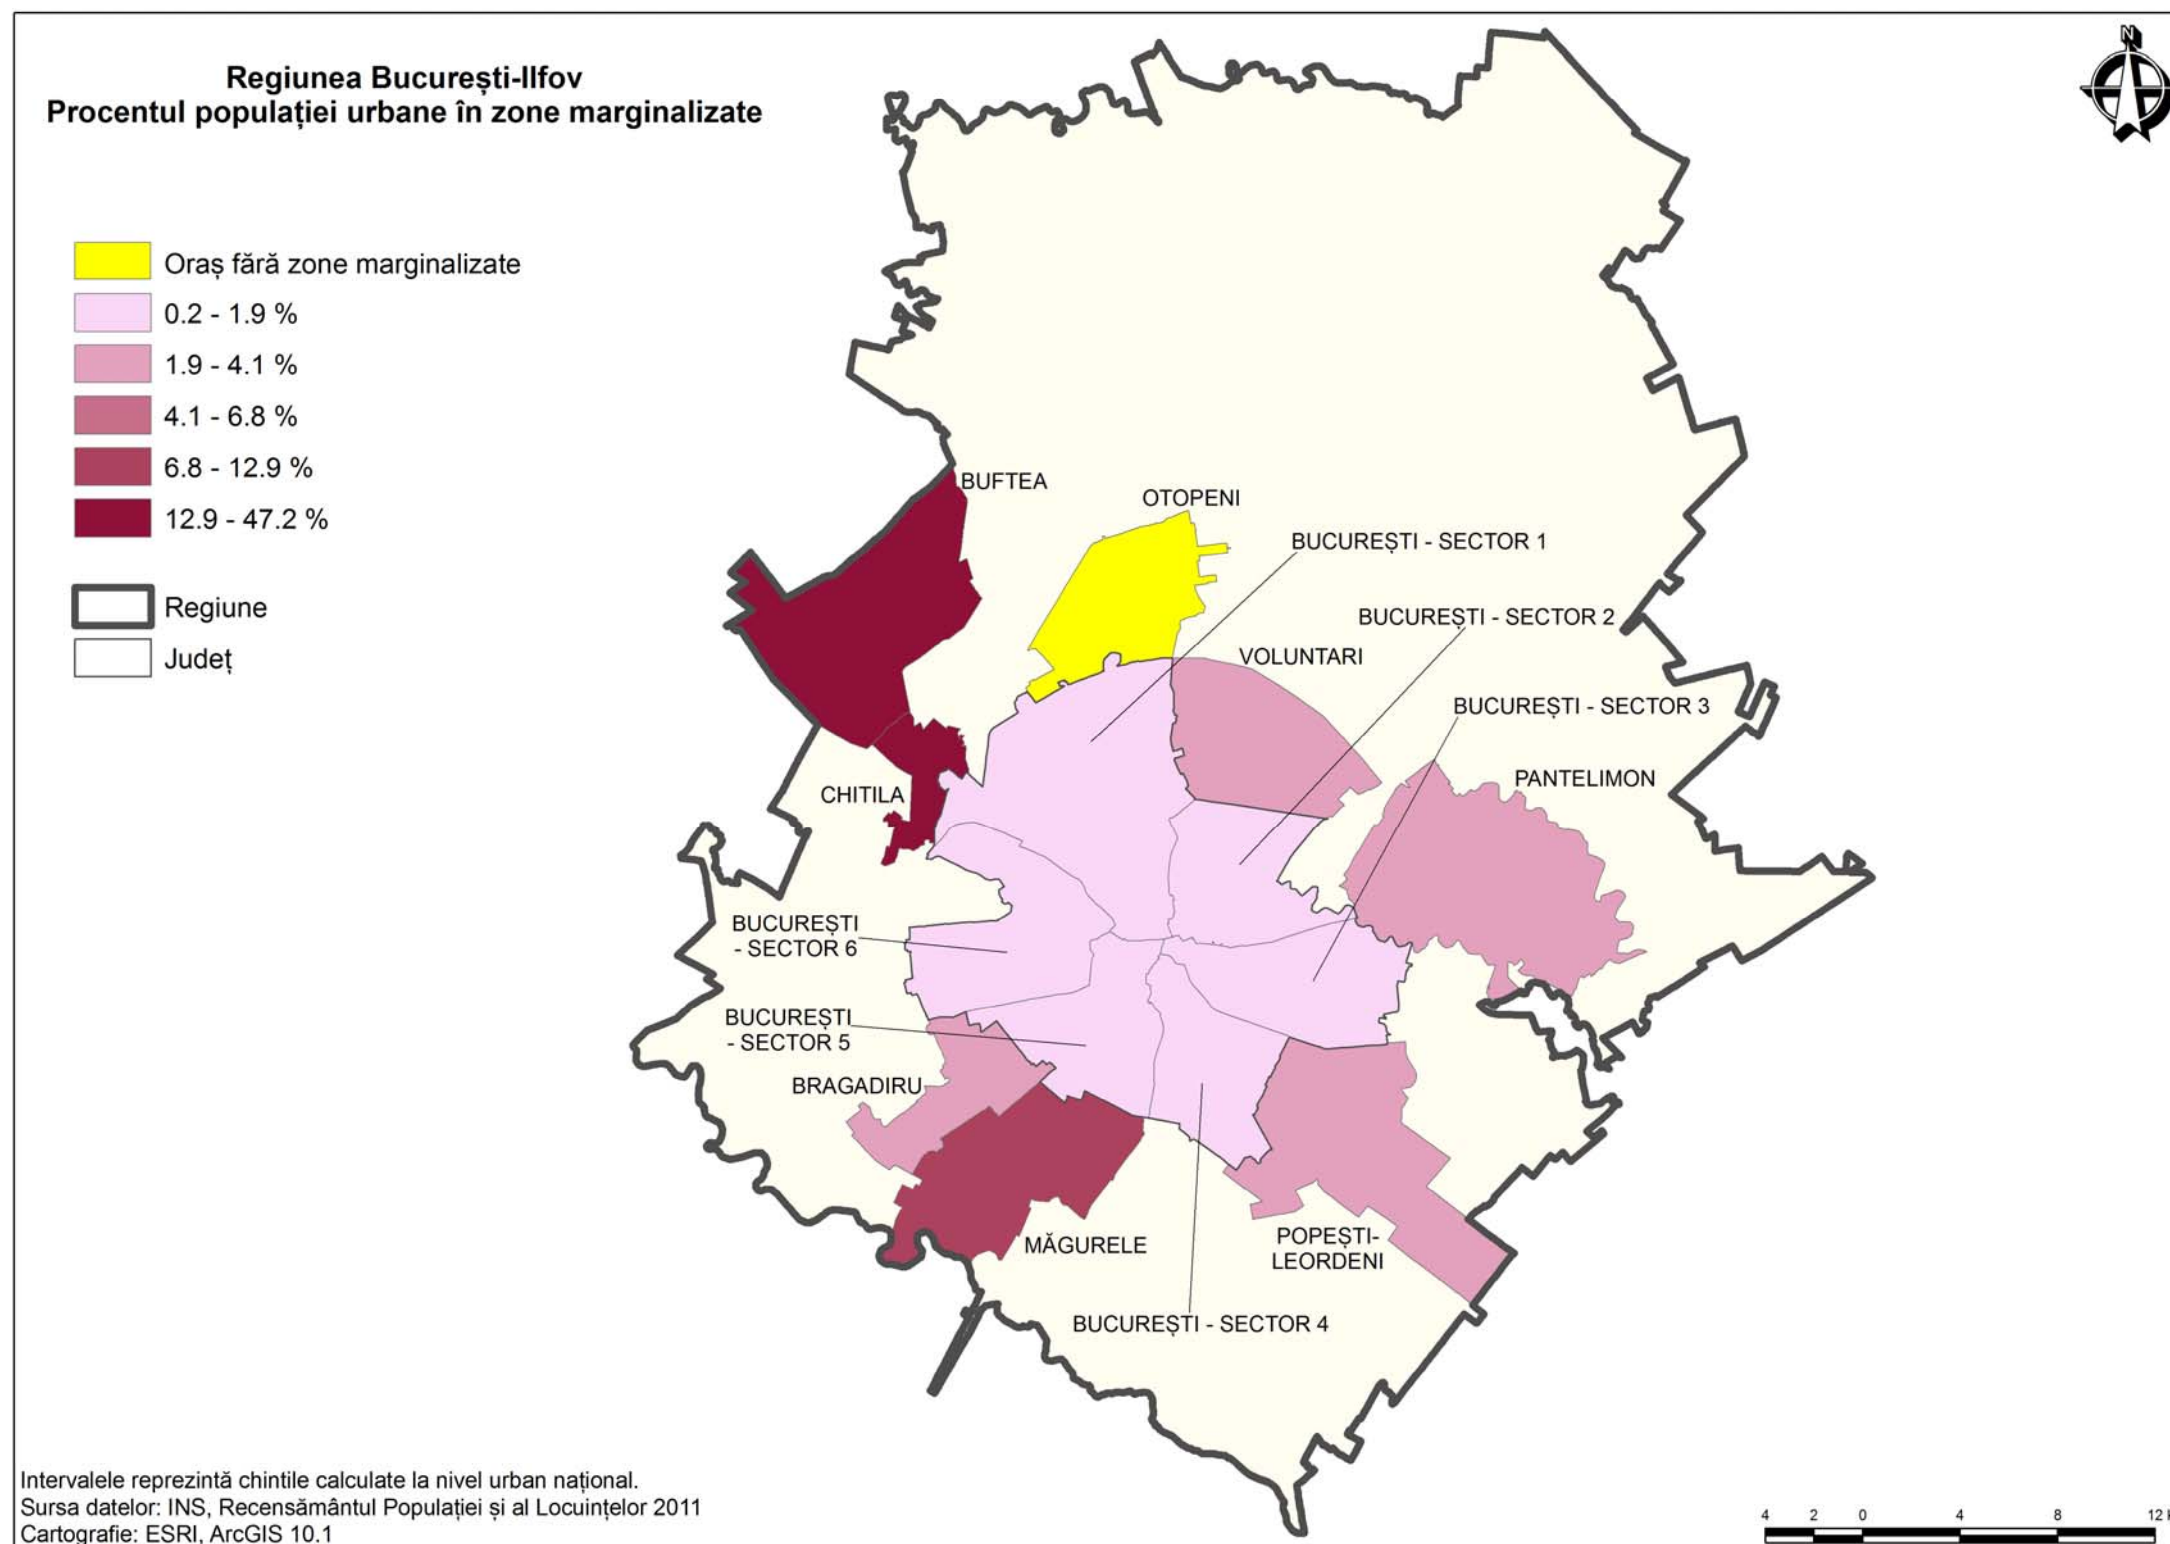 Regiunea București-Ilfov
Procentul populației urbane în zone marginalizate
N
Oraș fără zone marginalizate
0.2 - 1.9 %
1.9 - 4.1 %
4.1 - 6.8 %
6.8 - 12.9 %
12.9 - 47.2 %
Regiune
Județ
BUFTEA
OTOPENI
BUCUREȘTI - SECTOR 1
BUCUREȘTI - SECTOR 2
VOLUNTARI
BUCUREȘTI - SECTOR 3
PANTELIMON
CHITILA
BUCUREȘTI
- SECTOR 6
BUCUREȘTI
- SECTOR 5
BRAGADIRU
MĂGURELE
POPEȘTI-
LEORDENI
BUCUREȘTI - SECTOR 4
Intervalele reprezintă chintile calculate la nivel urban național.
Sursa datelor: INS, Recensământul Populației și al Locuințelor 2011
Cartografie: ESRI, ArcGIS 10.1
4 2 0 4 8 12